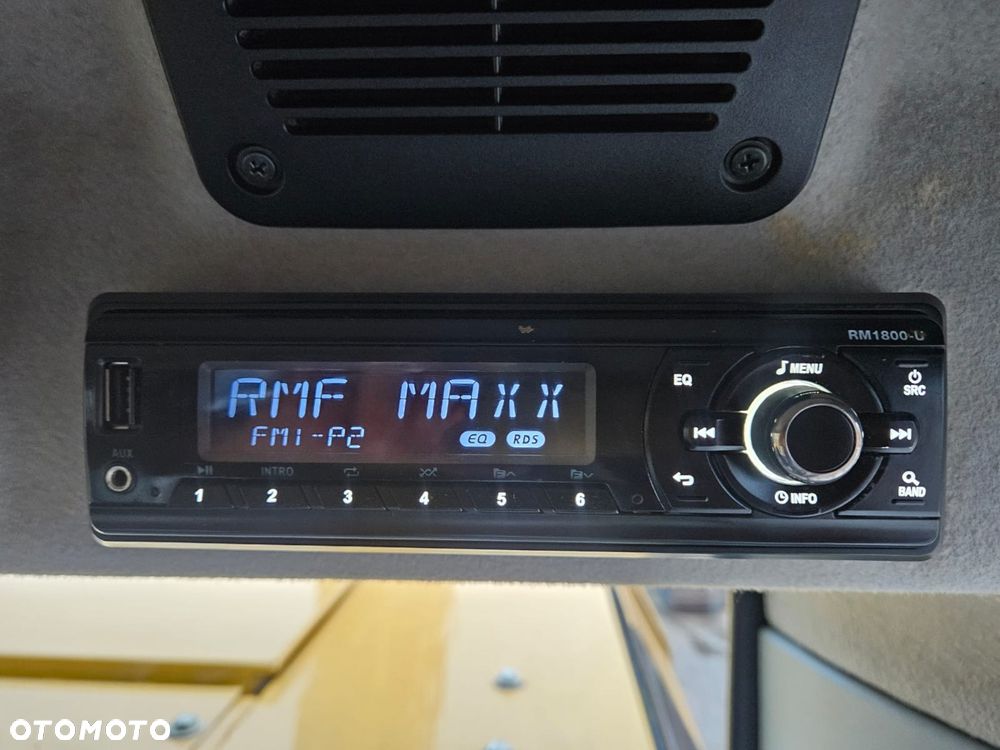 RM1800-U
MENU
EQ
SRC
RMF MAXX
FM1-P2
EQ RDS
AUX
INTRO
1 2 3 4 5 6
INFO
BAND
OTOMOTO